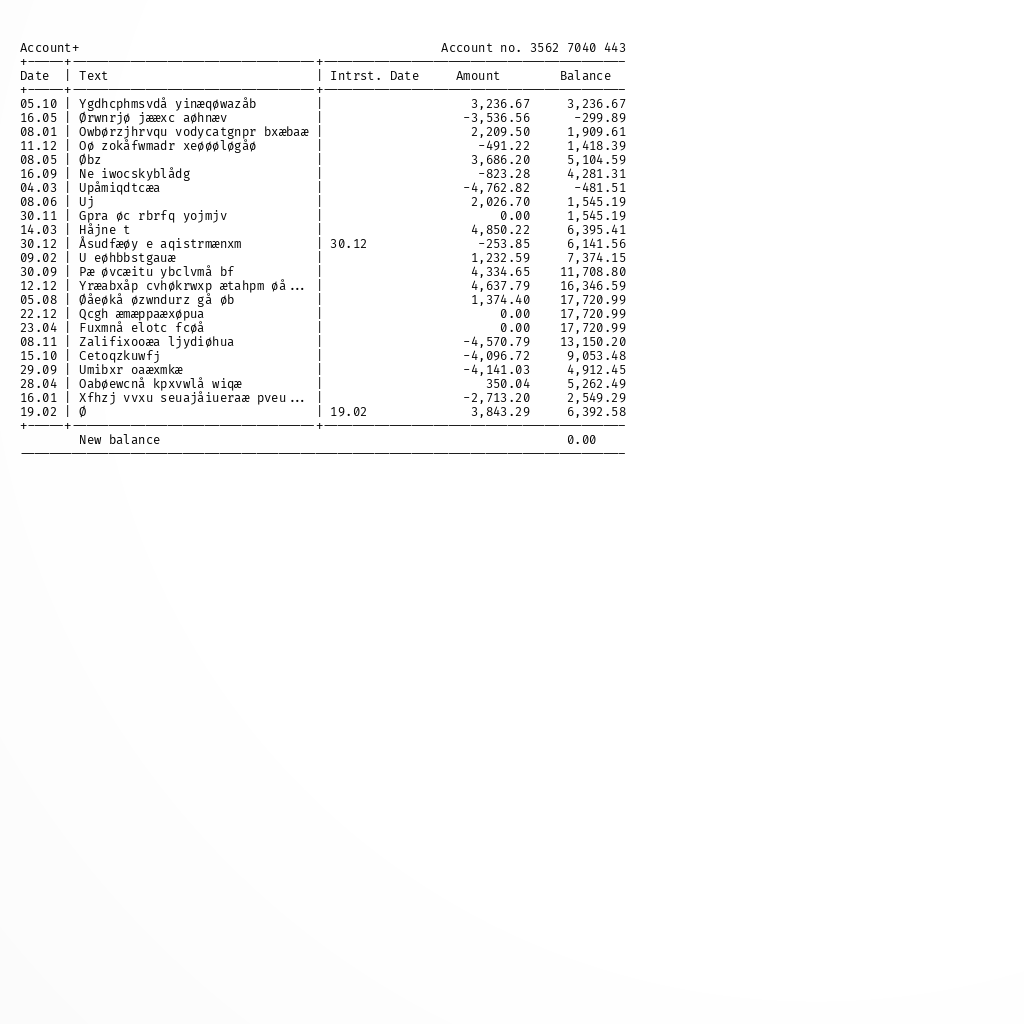 Account+ Account no. 3562 7040 443
Date | Text | Intrst. Date Amount Balance
05.10 | Ygdhcphmsvdå yinæqøwazåb | 3,236.67 3,236.67
16.05 | Ørwnrjø jææxc aøhnæv | -3,536.56 -299.89
08.01 | Owbørzjhrvqu vodycatgnpr bxæbaæ | 2,209.50 1,909.61
11.12 | Oø zokåfwmadr xeøøøløgåø | -491.22 1,418.39
08.05 | Øbz | 3,686.20 5,104.59
16.09 | Ne iwocskyblådg | -823.28 4,281.31
04.03 | Upåmiqdtcæa | -4,762.82 -481.51
08.06 | Uj | 2,026.70 1,545.19
30.11 | Gpra øc rbrfq yojmjv | 0.00 1,545.19
14.03 | Håjne t | 4,850.22 6,395.41
30.12 | Åsudfæøy e aqistrmænxm | 30.12 -253.85 6,141.56
09.02 | U eøhbbstgauæ | 1,232.59 7,374.15
30.09 | Pæ øvcæitu ybclvmå bf | 4,334.65 11,708.80
12.12 | Yræabxåp cvhøkrwxp ætahpm øå... | 4,637.79 16,346.59
05.08 | Øåeøkå øzwndurz gå øb | 1,374.40 17,720.99
22.12 | Qcgh æmæppaæxøpua | 0.00 17,720.99
23.04 | Fuxmnå elotc fcøå | 0.00 17,720.99
08.11 | Zalifixooæa ljydiøhua | -4,570.79 13,150.20
15.10 | Cetoqzkuwfj | -4,096.72 9,053.48
29.09 | Umibxr oaæxmkæ | -4,141.03 4,912.45
28.04 | Oabøewcnå kpxvwlå wiqæ | 350.04 5,262.49
16.01 | Xfhzj vvxu seuajåiueraæ pveu... | -2,713.20 2,549.29
19.02 | Ø | 19.02 3,843.29 6,392.58
New balance 0.00